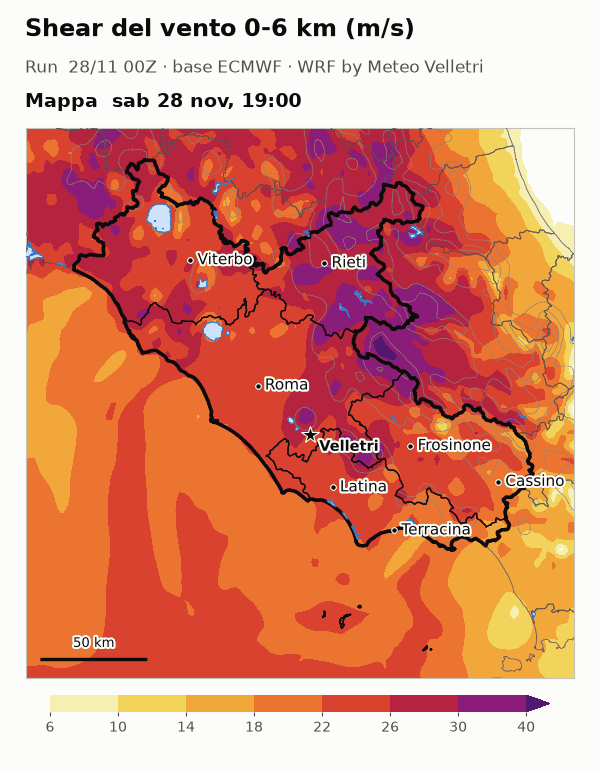 Shear del vento 0-6 km (m/s)
Run  28/11 00Z · base ECMWF · WRF by Meteo Velletri
Mappa  sab 28 nov, 19:00
Viterbo
Rieti
Roma
Velletri
Frosinone
Latina
Cassino
Terracina
50 km
6 10 14 18 22 26 30 40